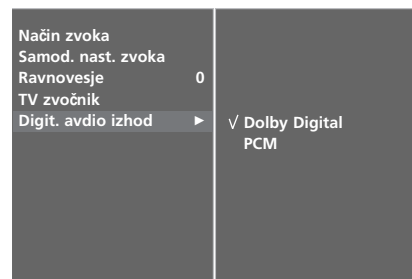 Način zvoka
Samod. nast. zvoka
Ravnovesje 0
TV zvočnik
Digit. avdio izhod ►
√ Dolby Digital
PCM